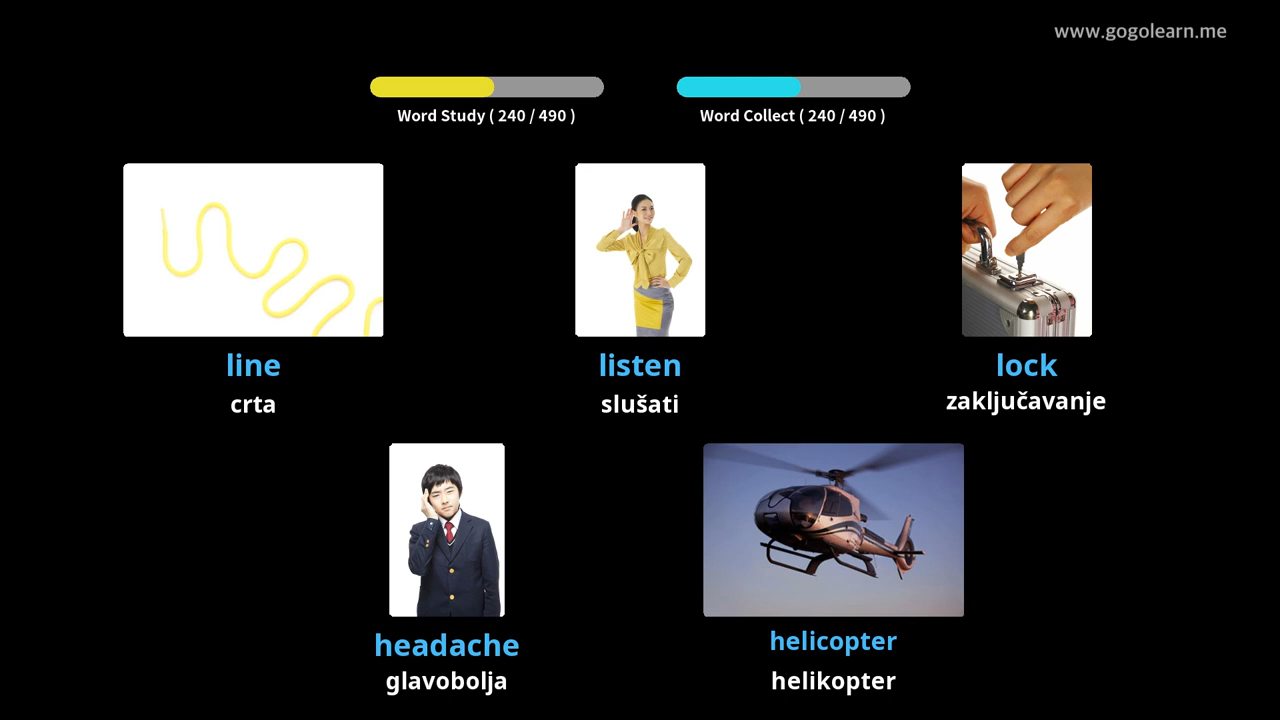 www.gogolearn.me
Word Study ( 240 / 490 )
Word Collect ( 240 / 490 )
line
listen
lock
crta
slušati
zaključavanje
headache
helicopter
glavobolja
helikopter